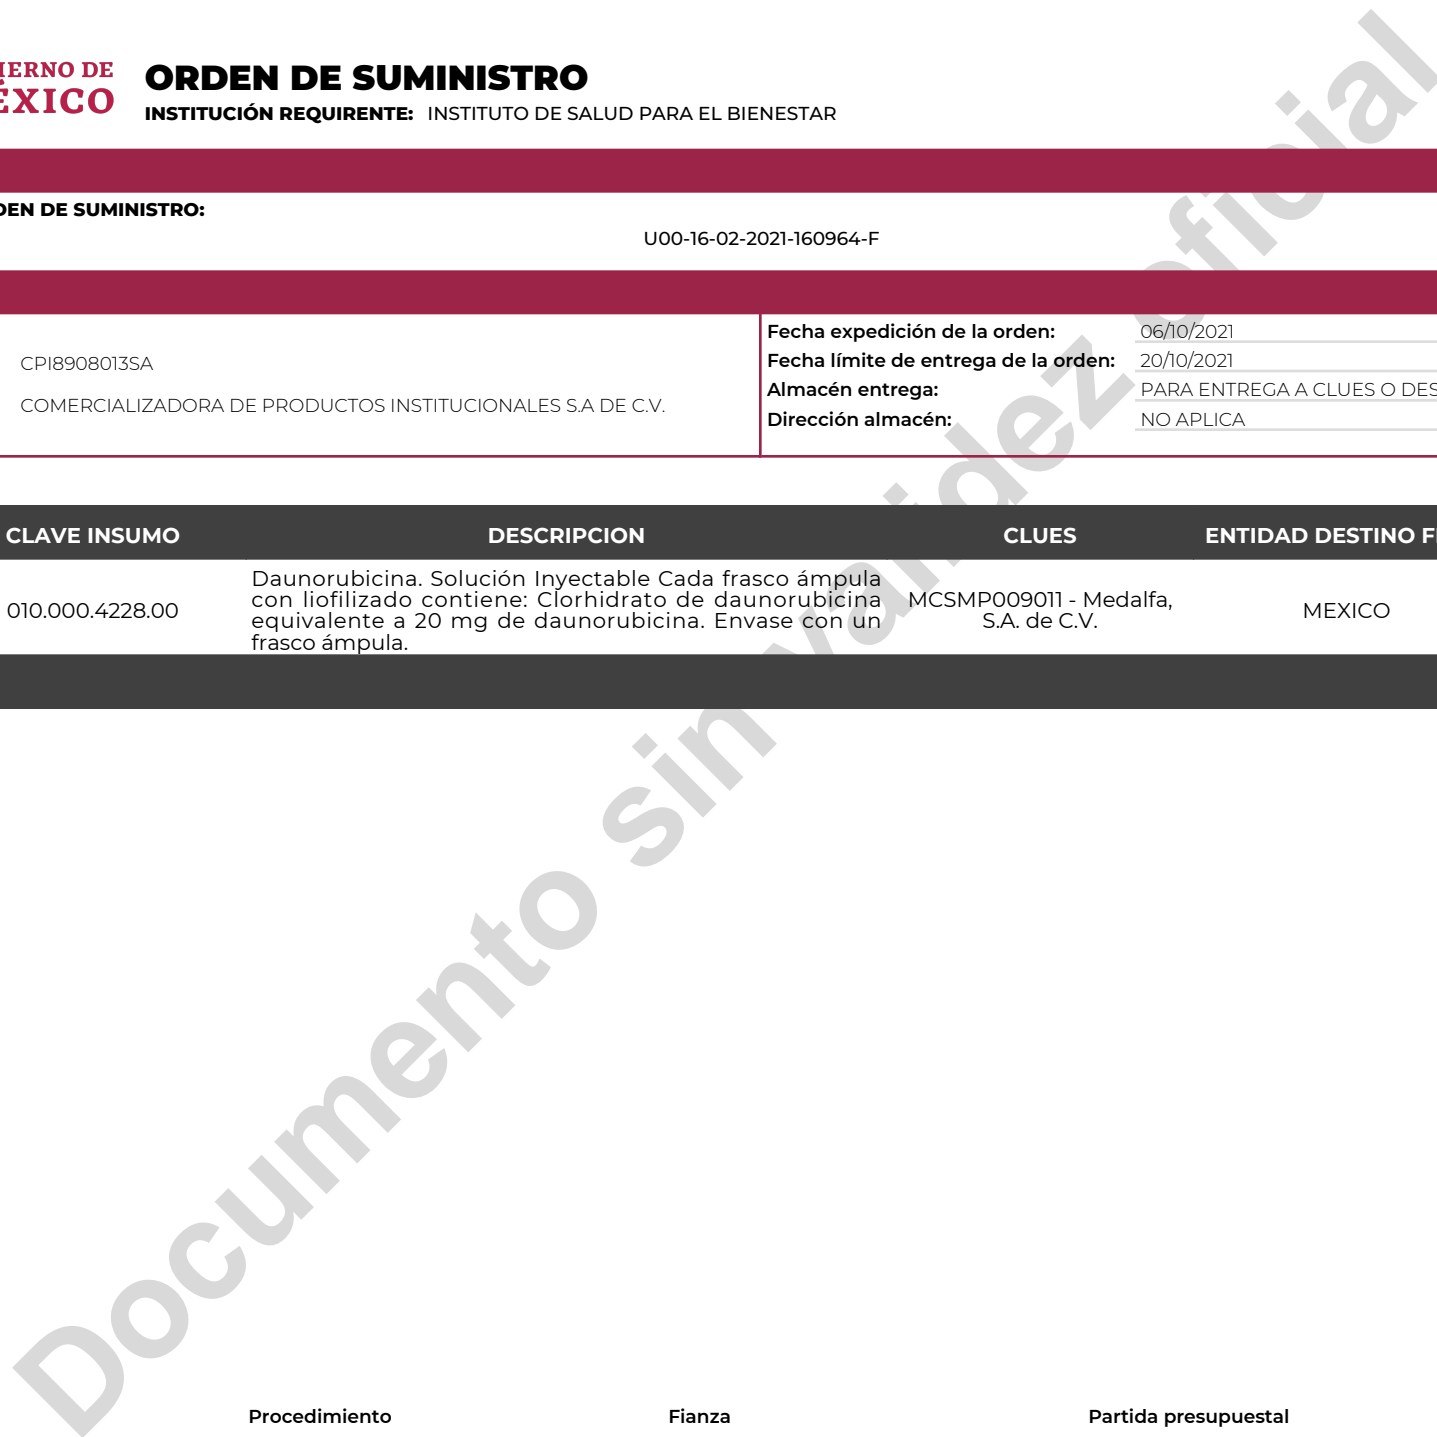 IERNO DE
ÉXICO
ORDEN DE SUMINISTRO
INSTITUCIÓN REQUIRENTE: INSTITUTO DE SALUD PARA EL BIENESTAR
DEN DE SUMINISTRO:
U00-16-02-2021-160964-F
CPI8908013SA
COMERCIALIZADORA DE PRODUCTOS INSTITUCIONALES S.A DE C.V.
Fecha expedición de la orden: 06/10/2021
Fecha límite de entrega de la orden: 20/10/2021
Almacén entrega: PARA ENTREGA A CLUES O DES
Dirección almacén: NO APLICA
CLAVE INSUMO DESCRIPCION CLUES ENTIDAD DESTINO FI
010.000.4228.00
Daunorubicina. Solución Inyectable Cada frasco ámpula
con liofilizado contiene: Clorhidrato de daunorubicina
equivalente a 20 mg de daunorubicina. Envase con un
frasco ámpula.
MCSMP009011 - Medalfa,
S.A. de C.V.
MEXICO
Documento sin validez oficial
Procedimiento Fianza Partida presupuestal